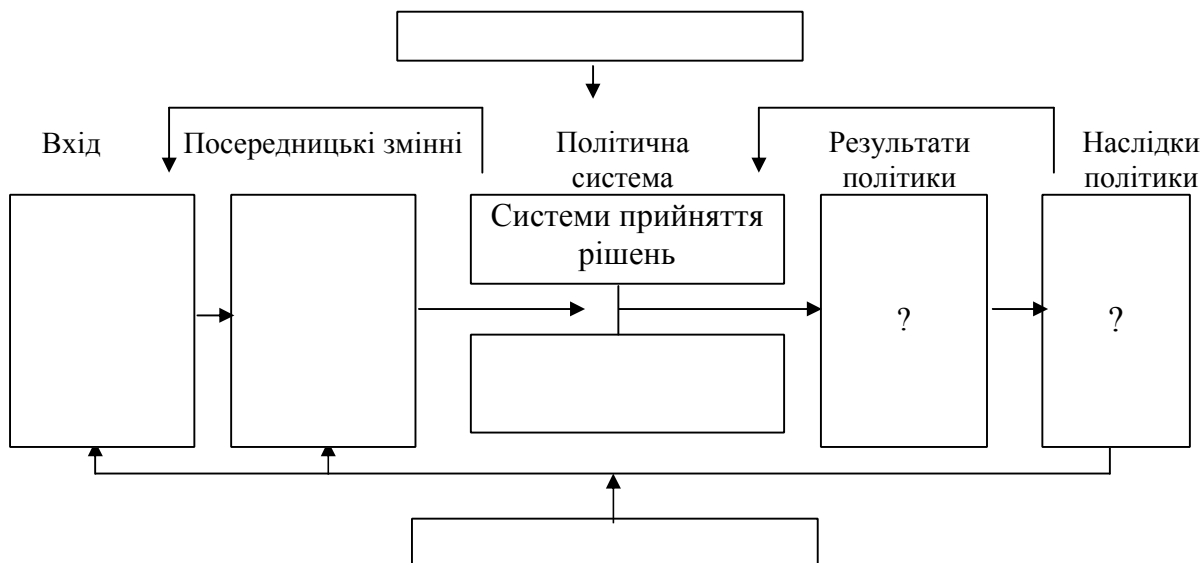 Вхід
Посередницькі змінні
Політична
система
Результати
політики
Наслідки
політики
Системи прийняття
рішень
?
?